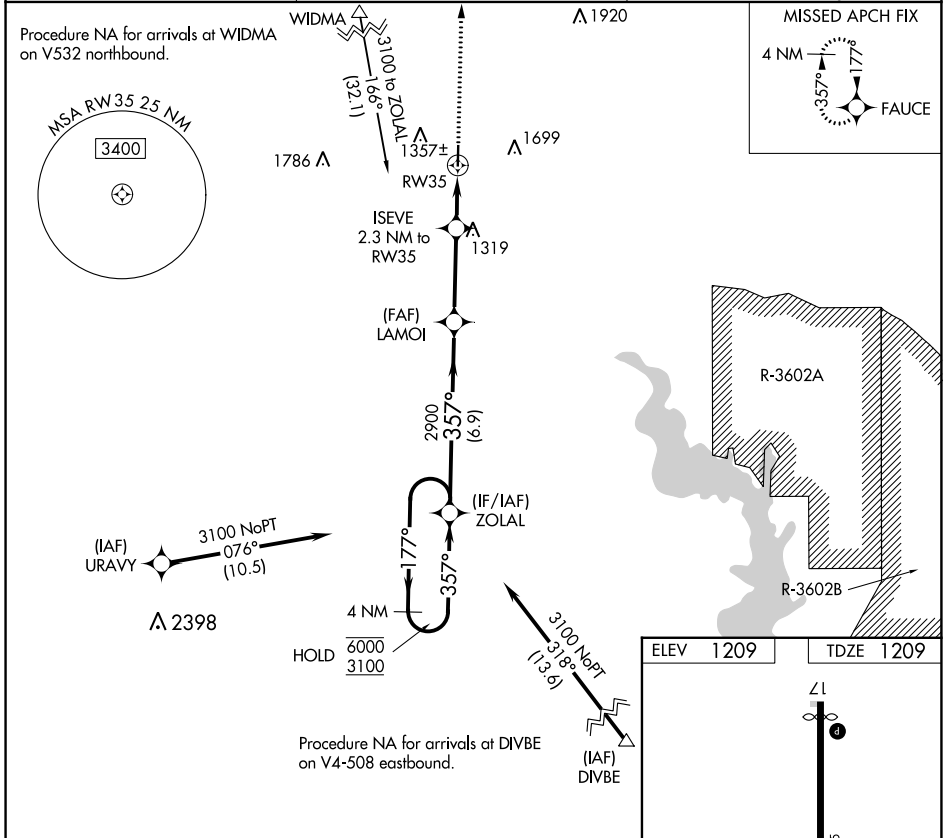 Procedure NA for arrivals at WIDMA
on V532 northbound.
WIDMA
3100 to ZOLAL
166°
(32.1)
1920
MISSED APCH FIX
4 NM
357°
177°
FAUCE
MSA RW35 25 NM
3400
1786
1357±
1699
RW35
ISEVE
2.3 NM to
RW35
1319
(FAF)
LAMOI
R-3602A
2900
357°
(6.9)
(IF/IAF)
ZOLAL
(IAF)
URAVY
3100 NoPT
076°
(10.5)
177°
357°
2398
4 NM
HOLD
6000
3100
R-3602B
3100 NoPT
318°
(13.6)
(IAF)
DIVBE
Procedure NA for arrivals at DIVBE
on V4-508 eastbound.
ELEV 1209
TDZE 1209
17
P